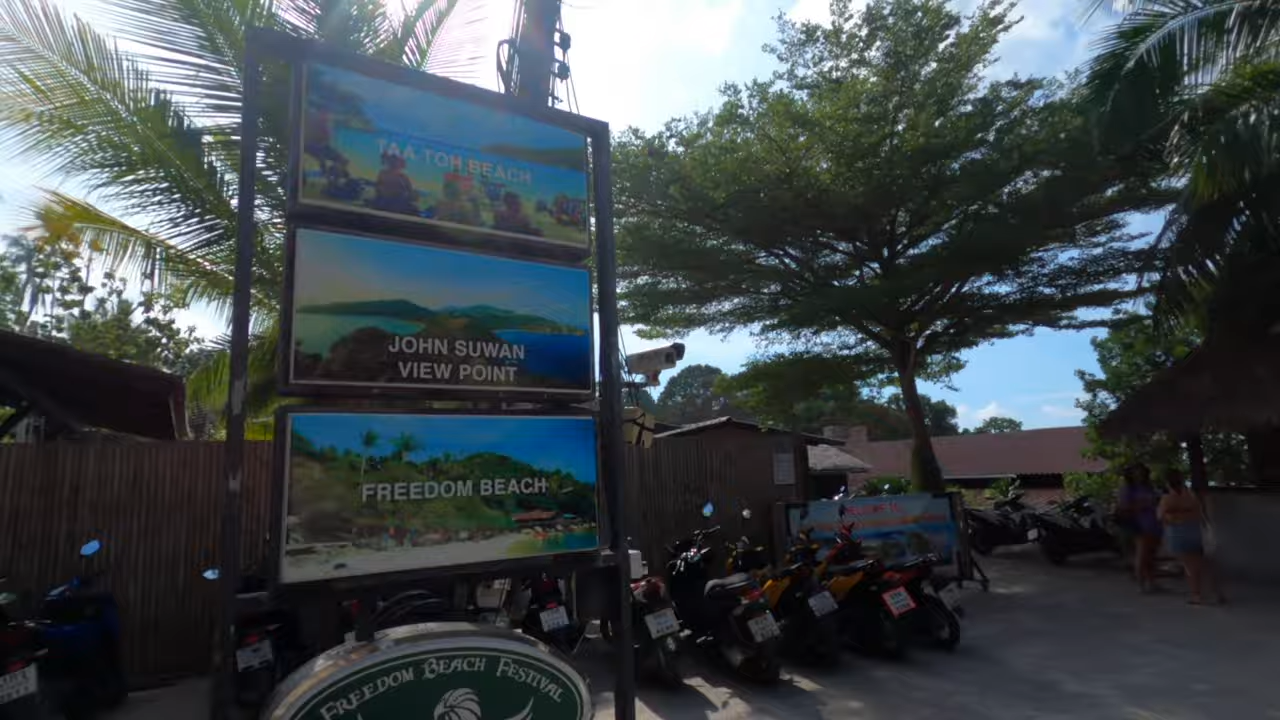 TAA TOH BEACH
JOHN SUWAN
VIEW POINT
FREEDOM BEACH
FREEDOM BEACH FESTIVAL